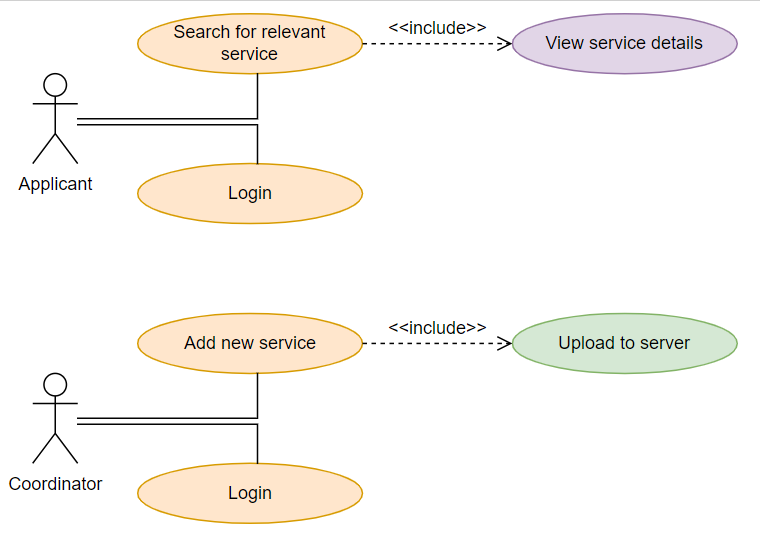 Search for relevant
service
<<include>>
View service details
Applicant
Login
Add new service
<<include>>
Upload to server
Coordinator
Login